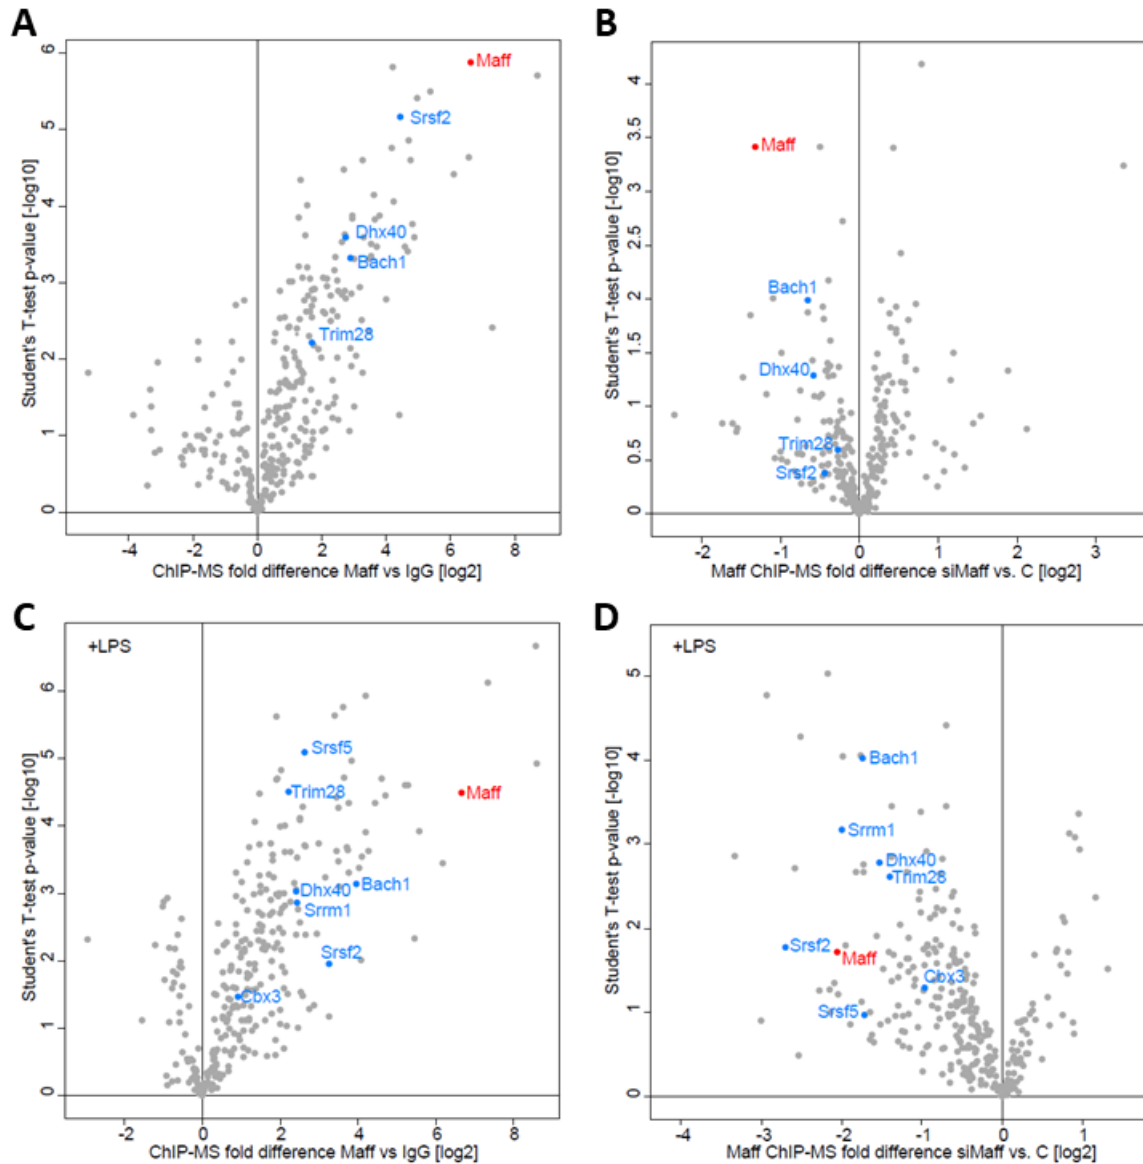 A
6
5
4
3
2
1
0
Student's T-test p-value [-log10]
Maff
Srsf2
Dhx40
Bach1
Trim28
-4 -2 0 2 4 6 8
ChIP-MS fold difference Maff vs IgG [log2]
B
4
3.5
3
2.5
2
1.5
1
0.5
0
Student's T-test p-value [-log10]
Maff
Bach1
Dhx40
Trim28
Srsf2
-2 -1 0 1 2 3
Maff ChIP-MS fold difference siMaff vs. C [log2]
C
+LPS
6
5
4
3
2
1
0
Student's T-test p-value [-log10]
Srsf5
Trim28
Maff
Bach1
Dhx40
Srrm1
Srsf2
Cbx3
-2 0 2 4 6 8
ChIP-MS fold difference Maff vs IgG [log2]
D
+LPS
5
4
3
2
1
0
Student's T-test p-value [-log10]
Bach1
Srrm1
Dhx40
Trim28
Srsf2
Maff
Cbx3
Srsf5
-4 -3 -2 -1 0 1
Maff ChIP-MS fold difference siMaff vs. C [log2]